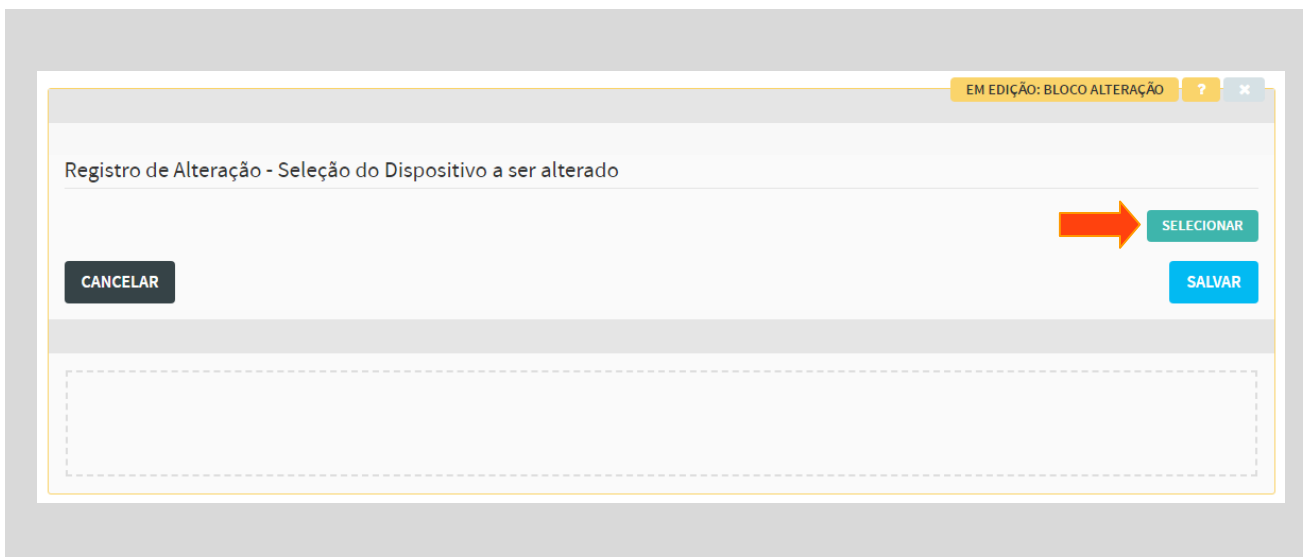 EM EDIÇÃO: BLOCO ALTERAÇÃO ? ×
Registro de Alteração - Seleção do Dispositivo a ser alterado
SELECIONAR
CANCELAR SALVAR